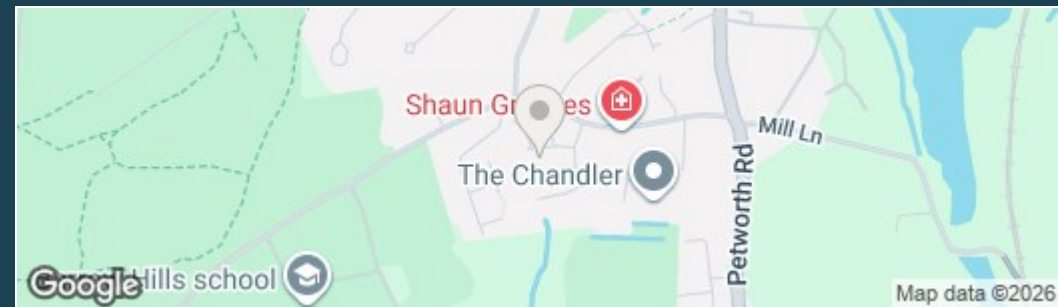 Shaun Gr es
Mill Ln
The Chandler
Petworth Rd
Hills school
Google
Map data ©2026